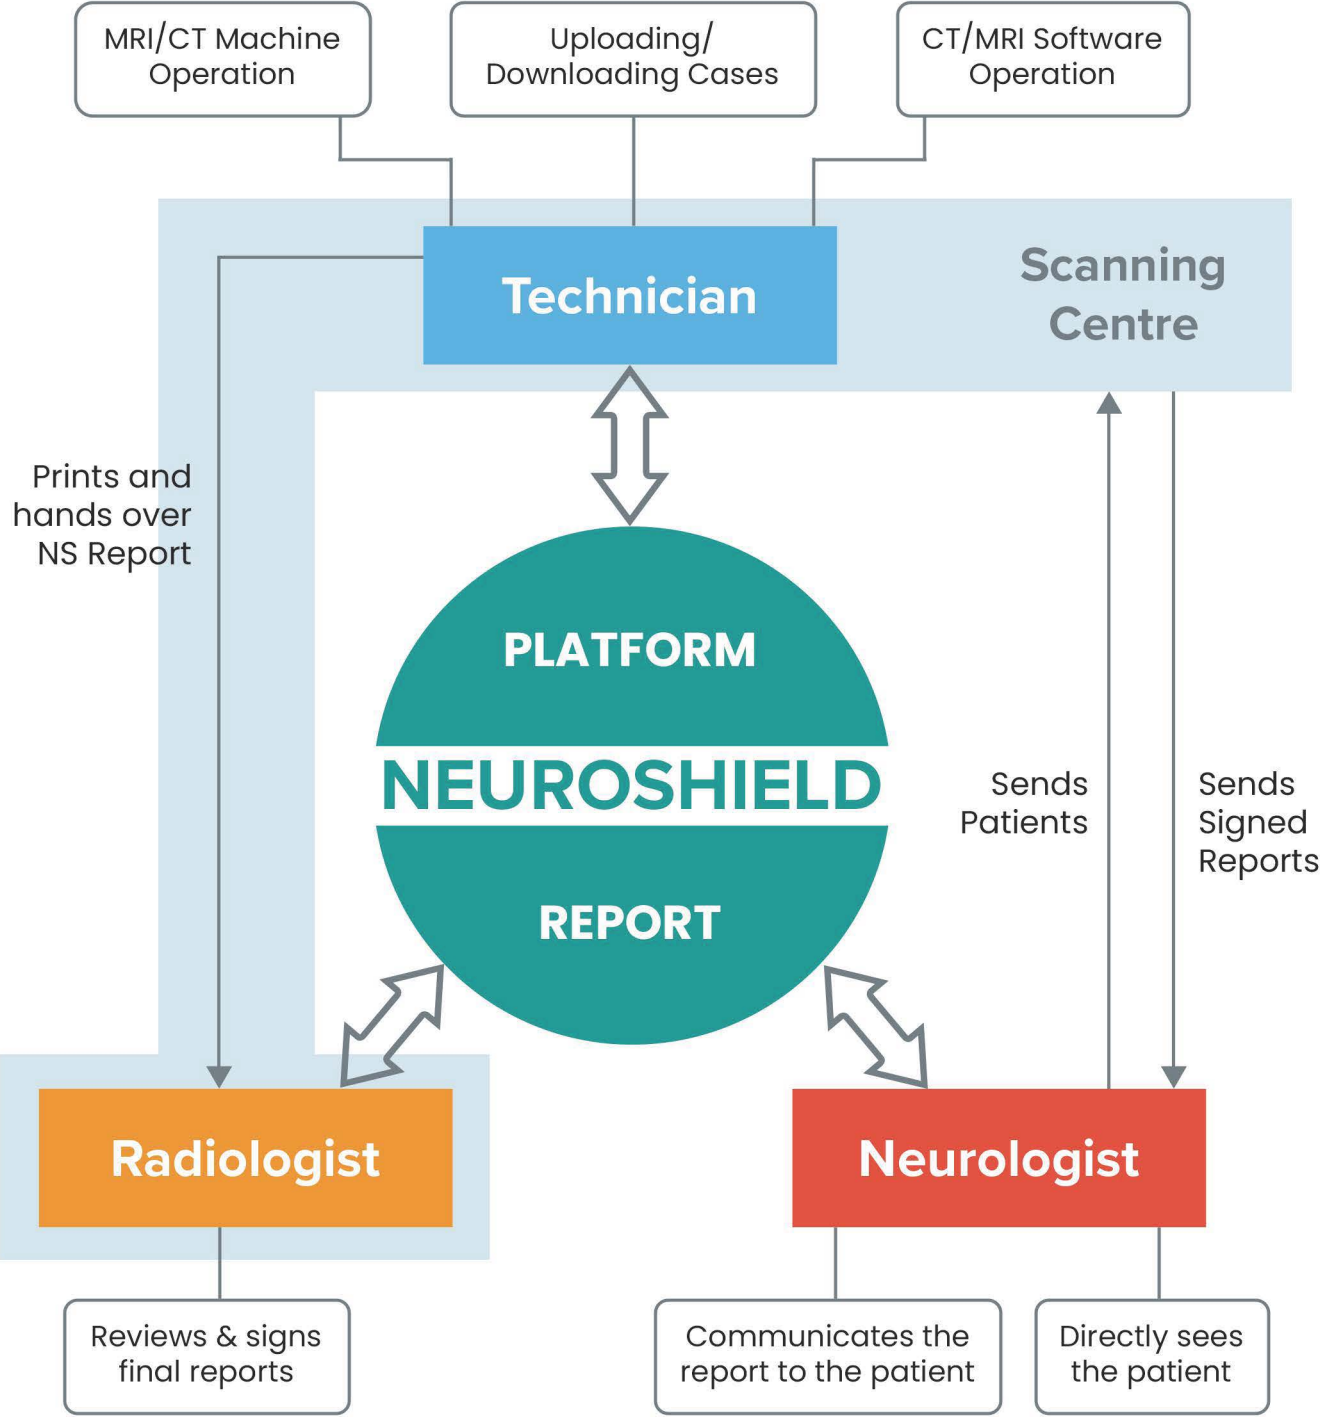 MRI/CT Machine
Operation
Uploading/
Downloading Cases
CT/MRI Software
Operation
Technician
Scanning
Centre
Prints and
hands over
NS Report
PLATFORM
NEUROSHIELD
REPORT
Sends
Patients
Sends
Signed
Reports
Radiologist
Neurologist
Reviews & signs
final reports
Communicates the
report to the patient
Directly sees
the patient